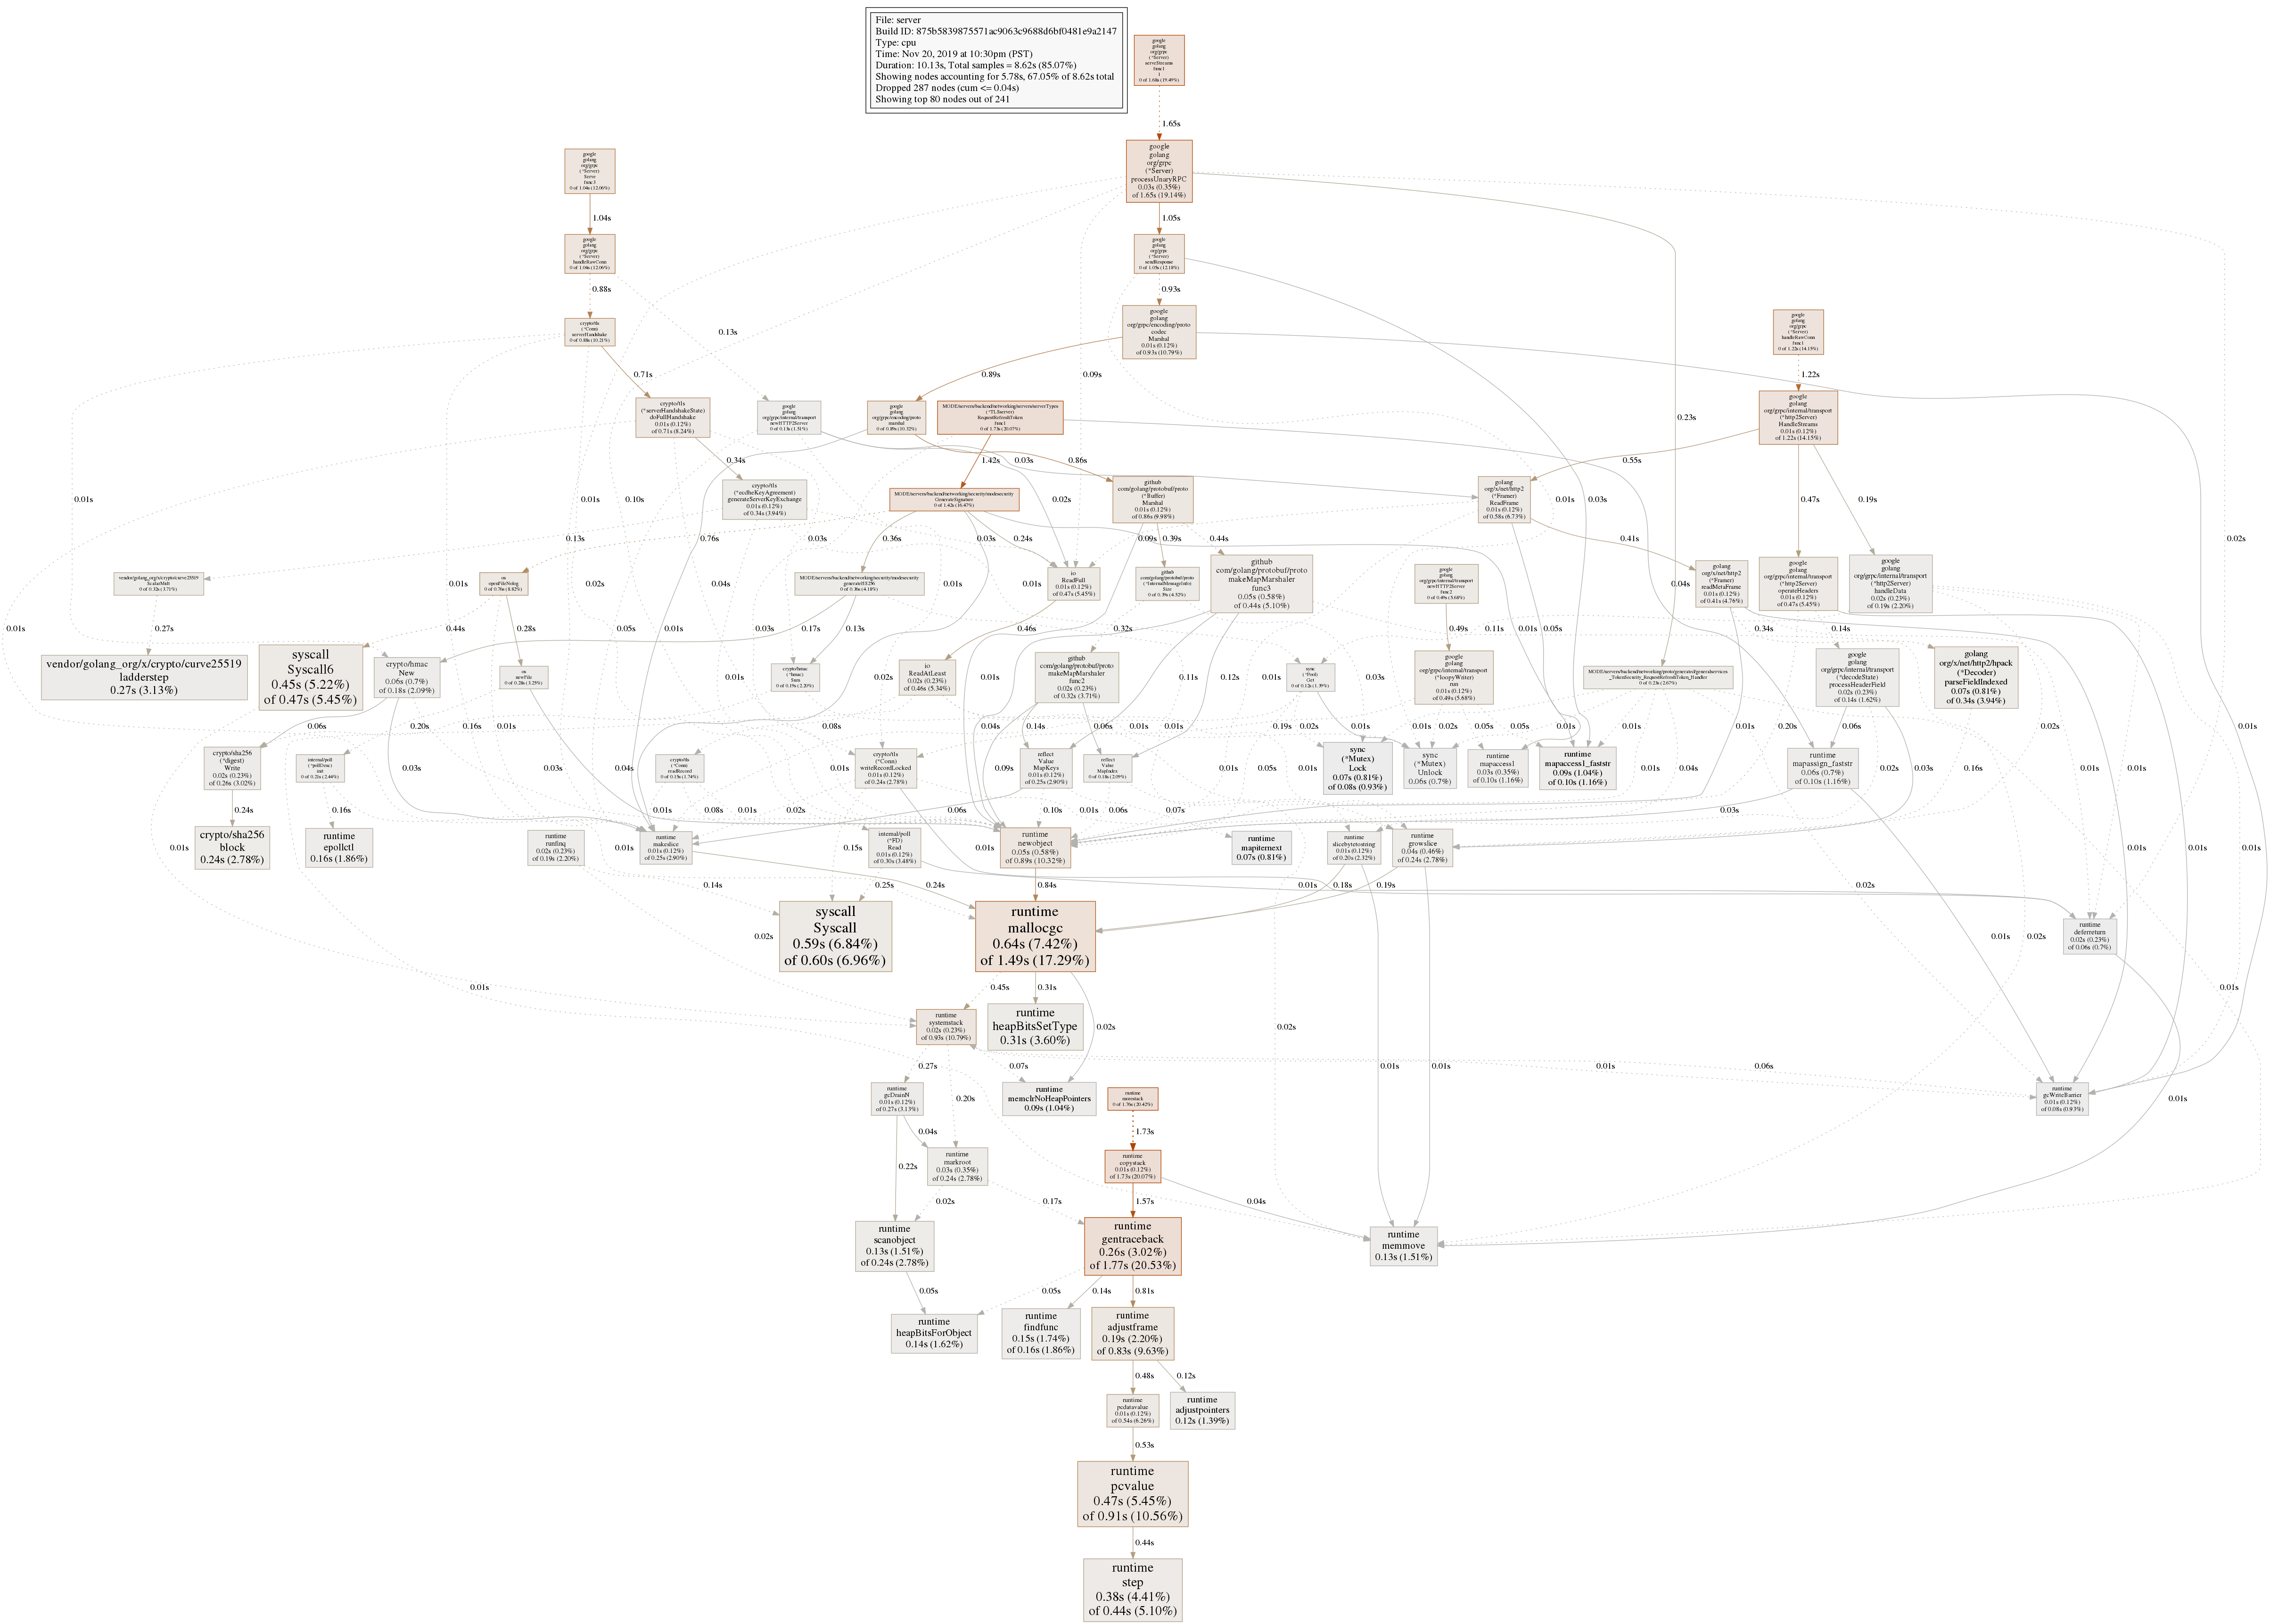 File: server
Build ID: 875b5839875571ac9063c9688d6bf0481e9a2147
Type: cpu
Time: Nov 20, 2019 at 10:30pm (PST)
Duration: 10.13s, Total samples = 8.62s (85.07%)
Showing nodes accounting for 5.78s, 67.05% of 8.62s total
Dropped 287 nodes (cum <= 0.04s)
Showing top 80 nodes out of 241
google
golang
org/grpc
(*Server)
serveStreams
func1
1
0 of 1.68s (19.49%)
1.65s
google
golang
org/grpc
(*Server)
processUnaryRPC
0.03s (0.35%)
of 1.65s (19.14%)
google
golang
org/grpc
(*Server)
Serve
func3
0 of 1.04s (12.06%)
1.04s
1.05s
google
golang
org/grpc
(*Server)
handleRawConn
0 of 1.04s (12.06%)
google
golang
org/grpc
(*Server)
sendResponse
0 of 1.05s (12.18%)
0.88s
0.93s
crypto/tls
(*Conn)
serverHandshake
0 of 0.88s (10.21%)
0.13s
google
golang
org/grpc/encoding/proto
codec
Marshal
0.01s (0.12%)
of 0.93s (10.79%)
google
golang
org/grpc
(*Server)
handleRawConn
func1
0 of 1.22s (14.15%)
0.71s
0.89s
0.09s
1.22s
crypto/tls
(*serverHandshakeState)
doFullHandshake
0.01s (0.12%)
of 0.71s (8.24%)
google
golang
org/grpc/internal/transport
newHTTP2Server
0 of 0.13s (1.51%)
google
golang
org/grpc/encoding/proto
marshal
0 of 0.89s (10.32%)
MODE/servers/backend/networking/servers/serverTypes
(*TLSserver)
RequestRefreshToken
func1
0 of 1.73s (20.07%)
0.23s
google
golang
org/grpc/internal/transport
(*http2Server)
HandleStreams
0.01s (0.12%)
of 1.22s (14.15%)
0.34s
1.42s
0.03s
0.86s
0.55s
0.02s
crypto/tls
(*ecdheKeyAgreement)
generateServerKeyExchange
0.01s (0.12%)
of 0.34s (3.94%)
MODE/servers/backend/networking/security/modesecurity
GenerateSignature
0 of 1.42s (16.47%)
github
com/golang/protobuf/proto
(*Buffer)
Marshal
0.01s (0.12%)
of 0.86s (9.98%)
golang
org/x/net/http2
(*Framer)
ReadFrame
0.01s (0.12%)
of 0.58s (6.73%)
0.01s
0.01s
0.10s
0.02s
0.01s
0.03s
0.47s
0.19s
0.13s
0.76s
0.03s
0.36s
0.03s
0.24s
0.09s
0.39s
0.44s
0.41s
vendor/golang_org/x/crypto/curve25519
ScalarMult
0 of 0.32s (3.71%)
os
openFileNolog
0 of 0.76s (8.82%)
MODE/servers/backend/networking/security/modesecurity
generateHS256
0 of 0.36s (4.18%)
io
ReadFull
0.01s (0.12%)
of 0.47s (5.45%)
github
com/golang/protobuf/proto
(*InternalMessageInfo)
Size
0 of 0.39s (4.52%)
github
com/golang/protobuf/proto
makeMapMarshaler
func3
0.05s (0.58%)
of 0.44s (5.10%)
google
golang
org/grpc/internal/transport
newHTTP2Server
func2
0 of 0.49s (5.68%)
golang
org/x/net/http2
(*Framer)
readMetaFrame
0.01s (0.12%)
of 0.41s (4.76%)
google
golang
org/grpc/internal/transport
(*http2Server)
operateHeaders
0.01s (0.12%)
of 0.47s (5.45%)
google
golang
org/grpc/internal/transport
(*http2Server)
handleData
0.02s (0.23%)
of 0.19s (2.20%)
0.01s
0.02s
0.04s
0.01s
0.01s
0.04s
0.01s
0.27s
0.44s
0.28s
0.05s
0.01s
0.03s
0.17s
0.13s
0.46s
0.32s
0.01s
0.49s
0.11s
0.01s
0.05s
0.14s
0.34s
vendor/golang_org/x/crypto/curve25519
ladderstep
0.27s (3.13%)
syscall
Syscall6
0.45s (5.22%)
of 0.47s (5.45%)
crypto/hmac
New
0.06s (0.7%)
of 0.18s (2.09%)
os
newFile
0 of 0.28s (3.25%)
crypto/hmac
(*hmac)
Sum
0 of 0.19s (2.20%)
io
ReadAtLeast
0.02s (0.23%)
of 0.46s (5.34%)
github
com/golang/protobuf/proto
makeMapMarshaler
func2
0.02s (0.23%)
of 0.32s (3.71%)
sync
(*Pool)
Get
0 of 0.12s (1.39%)
google
golang
org/grpc/internal/transport
(*loopyWriter)
run
0.01s (0.12%)
of 0.49s (5.68%)
MODE/servers/backend/networking/proto/generated/generalservices
_TokenSecurity_RequestRefreshToken_Handler
0 of 0.23s (2.67%)
google
golang
org/grpc/internal/transport
(*decodeState)
processHeaderField
0.02s (0.23%)
of 0.14s (1.62%)
golang
org/x/net/http2/hpack
(*Decoder)
parseFieldIndexed
0.07s (0.81%)
of 0.34s (3.94%)
0.01s
0.02s
0.01s
0.11s
0.12s
0.03s
0.06s
0.20s
0.16s
0.01s
0.08s
0.04s
0.14s
0.06s
0.01s
0.01s
0.19s
0.02s
0.01s
0.01s
0.02s
0.05s
0.05s
0.01s
0.01s
0.20s
0.06s
0.02s
crypto/sha256
(*digest)
Write
0.02s (0.23%)
of 0.26s (3.02%)
internal/poll
(*pollDesc)
init
0 of 0.21s (2.44%)
crypto/tls
(*Conn)
readRecord
0 of 0.15s (1.74%)
crypto/tls
(*Conn)
writeRecordLocked
0.01s (0.12%)
of 0.24s (2.78%)
reflect
Value
MapKeys
0.01s (0.12%)
of 0.25s (2.90%)
reflect
Value
MapIndex
0 of 0.18s (2.09%)
sync
(*Mutex)
Lock
0.07s (0.81%)
of 0.08s (0.93%)
sync
(*Mutex)
Unlock
0.06s (0.7%)
runtime
mapaccess1
0.03s (0.35%)
of 0.10s (1.16%)
runtime
mapaccess1_faststr
0.09s (1.04%)
of 0.10s (1.16%)
runtime
mapassign_faststr
0.06s (0.7%)
of 0.10s (1.16%)
0.03s
0.03s
0.04s
0.01s
0.09s
0.01s
0.05s
0.01s
0.01s
0.04s
0.02s
0.03s
0.16s
0.01s
0.01s
0.24s
0.16s
0.01s
0.08s
0.01s
0.02s
0.06s
0.10s
0.01s
0.06s
0.07s
0.03s
crypto/sha256
block
0.24s (2.78%)
runtime
epollctl
0.16s (1.86%)
runtime
runfinq
0.02s (0.23%)
of 0.19s (2.20%)
runtime
makeslice
0.01s (0.12%)
of 0.25s (2.90%)
internal/poll
(*FD)
Read
0.01s (0.12%)
of 0.30s (3.48%)
runtime
newobject
0.05s (0.58%)
of 0.89s (10.32%)
runtime
mapiternext
0.07s (0.81%)
runtime
slicebytetostring
0.01s (0.12%)
of 0.20s (2.32%)
runtime
growslice
0.04s (0.46%)
of 0.24s (2.78%)
0.01s
0.01s
0.15s
0.01s
0.01s
0.01s
0.01s
0.14s
0.25s
0.24s
0.84s
0.01s
0.18s
0.19s
0.02s
0.02s
syscall
Syscall
0.59s (6.84%)
of 0.60s (6.96%)
runtime
mallocgc
0.64s (7.42%)
of 1.49s (17.29%)
runtime
deferreturn
0.02s (0.23%)
of 0.06s (0.7%)
0.01s
0.02s
0.01s
0.45s
0.31s
0.02s
0.02s
0.01s
runtime
systemstack
0.02s (0.23%)
of 0.93s (10.79%)
runtime
heapBitsSetType
0.31s (3.60%)
0.27s
0.20s
0.07s
0.01s
0.01s
0.01s
0.06s
runtime
gcDrainN
0.01s (0.12%)
of 0.27s (3.13%)
runtime
memclrNoHeapPointers
0.09s (1.04%)
runtime
morestack
0 of 1.76s (20.42%)
runtime
gcWriteBarrier
0.01s (0.12%)
of 0.08s (0.93%)
0.04s
1.73s
0.01s
0.22s
runtime
markroot
0.03s (0.35%)
of 0.24s (2.78%)
runtime
copystack
0.01s (0.12%)
of 1.73s (20.07%)
0.02s
0.17s
1.57s
0.04s
runtime
scanobject
0.13s (1.51%)
of 0.24s (2.78%)
runtime
gentraceback
0.26s (3.02%)
of 1.77s (20.53%)
runtime
memmove
0.13s (1.51%)
0.05s
0.05s
0.14s
0.81s
runtime
heapBitsForObject
0.14s (1.62%)
runtime
findfunc
0.15s (1.74%)
of 0.16s (1.86%)
runtime
adjustframe
0.19s (2.20%)
of 0.83s (9.63%)
0.48s
0.12s
runtime
pcdatavalue
0.01s (0.12%)
of 0.54s (6.26%)
runtime
adjustpointers
0.12s (1.39%)
0.53s
runtime
pcvalue
0.47s (5.45%)
of 0.91s (10.56%)
0.44s
runtime
step
0.38s (4.41%)
of 0.44s (5.10%)